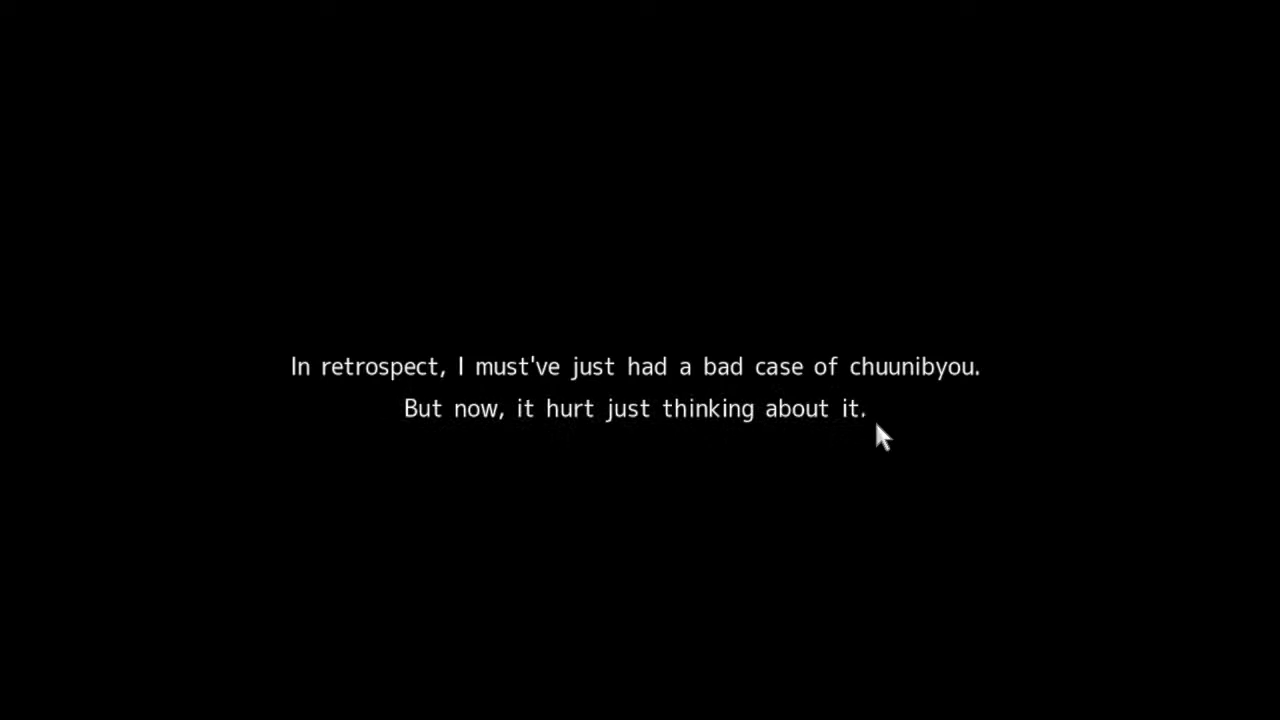 In retrospect, I must've just had a bad case of chuunibyou.
But now, it hurt just thinking about it.